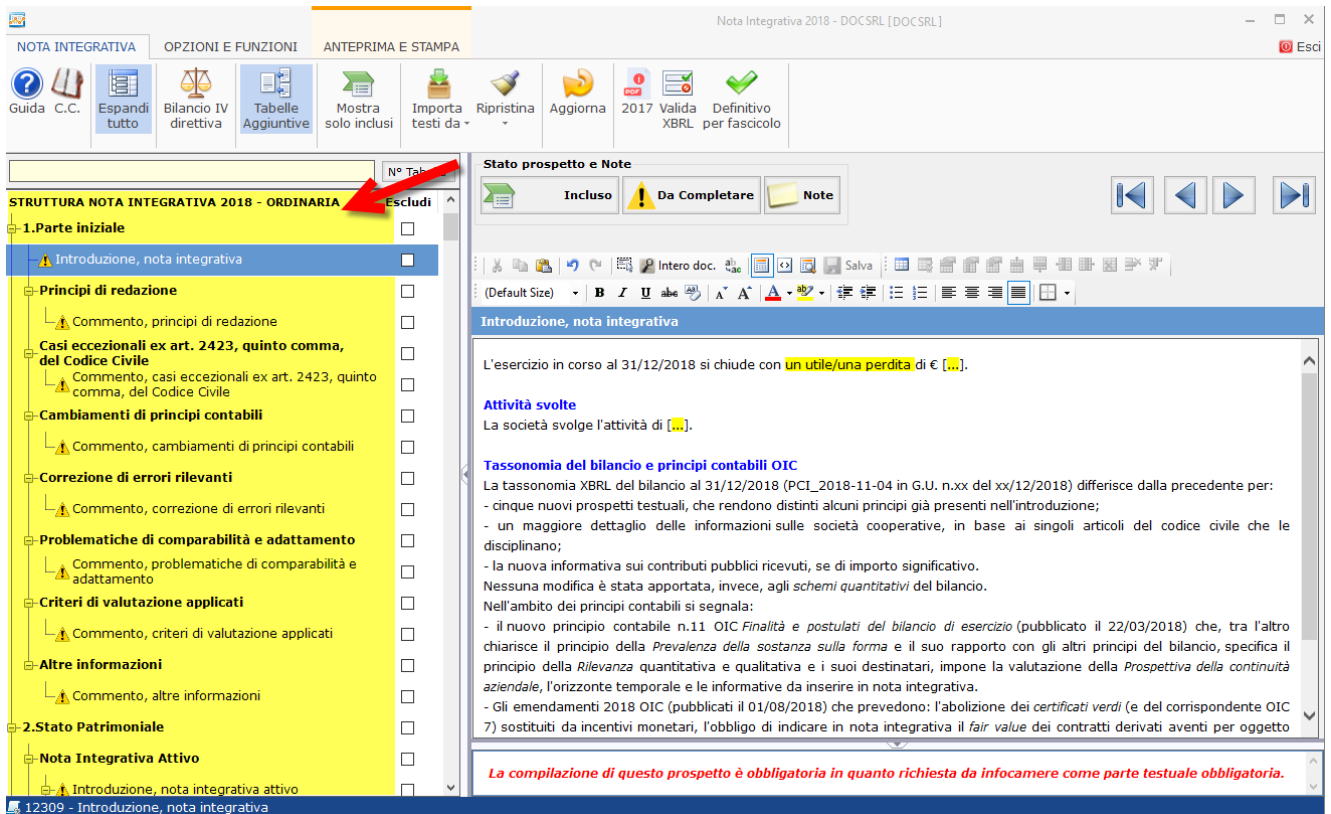 Nota Integrativa 2018 - DOCSRL [DOCSRL]
NOTA INTEGRATIVA OPZIONI E FUNZIONI ANTEPRIMA E STAMPA Esci
Guida C.C. Espandi tutto Bilancio IV direttiva Tabelle Aggiuntive Mostra solo inclusi Importa testi da Ripristina Aggiorna 2017 Valida XBRL Definitivo per fascicolo
N° Tab
STRUTTURA NOTA INTEGRATIVA 2018 - ORDINARIA Escludi
1.Parte iniziale
Introduzione, nota integrativa
Principi di redazione
Commento, principi di redazione
Casi eccezionali ex art. 2423, quinto comma,
del Codice Civile
Commento, casi eccezionali ex art. 2423, quinto
comma, del Codice Civile
Cambiamenti di principi contabili
Commento, cambiamenti di principi contabili
Correzione di errori rilevanti
Commento, correzione di errori rilevanti
Problematiche di comparabilità e adattamento
Commento, problematiche di comparabilità e
adattamento
Criteri di valutazione applicati
Commento, criteri di valutazione applicati
Altre informazioni
Commento, altre informazioni
2.Stato Patrimoniale
Nota Integrativa Attivo
Introduzione, nota integrativa attivo
Stato prospetto e Note
Incluso Da Completare Note
Intero doc. Salva
(Default Size) B I U abc A A A
Introduzione, nota integrativa
L'esercizio in corso al 31/12/2018 si chiude con un utile/una perdita di € [...].
Attività svolte
La società svolge l'attività di [...].
Tassonomia del bilancio e principi contabili OIC
La tassonomia XBRL del bilancio al 31/12/2018 (PCI_2018-11-04 in G.U. n.xx del xx/12/2018) differisce dalla precedente per:
- cinque nuovi prospetti testuali, che rendono distinti alcuni principi già presenti nell'introduzione;
- un maggiore dettaglio delle informazioni sulle società cooperative, in base ai singoli articoli del codice civile che le
disciplinano;
- la nuova informativa sui contributi pubblici ricevuti, se di importo significativo.
Nessuna modifica è stata apportata, invece, agli schemi quantitativi del bilancio.
Nell'ambito dei principi contabili si segnala:
- il nuovo principio contabile n.11 OIC Finalità e postulati del bilancio di esercizio (pubblicato il 22/03/2018) che, tra l'altro
chiarisce il principio della Prevalenza della sostanza sulla forma e il suo rapporto con gli altri principi del bilancio, specifica il
principio della Rilevanza quantitativa e qualitativa e i suoi destinatari, impone la valutazione della Prospettiva della continuità
aziendale, l'orizzonte temporale e le informative da inserire in nota integrativa.
- Gli emendamenti 2018 OIC (pubblicati il 01/08/2018) che prevedono: l'abolizione dei certificati verdi (e del corrispondente OIC
7) sostituiti da incentivi monetari, l'obbligo di indicare in nota integrativa il fair value dei contratti derivati aventi per oggetto
La compilazione di questo prospetto è obbligatoria in quanto richiesta da infocamere come parte testuale obbligatoria.
12309 - Introduzione, nota integrativa